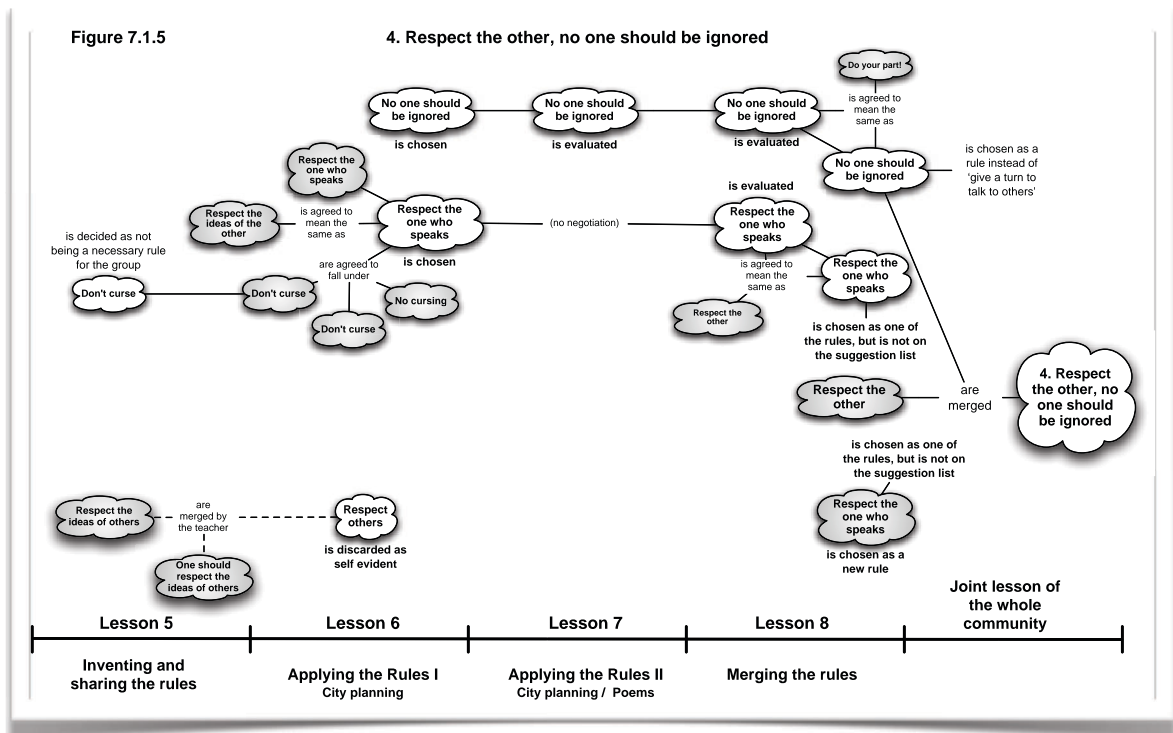 Figure 7.1.5
4. Respect the other, no one should be ignored
Do your part!
is agreed to
mean the
same as
No one should
be ignored
is chosen
No one should
be ignored
is evaluated
No one should
be ignored
is evaluated
No one should
be ignored
is chosen as a
rule instead of
'give a turn to
talk to others'
Respect the
one who
speaks
Respect the
ideas of the
other
is agreed to
mean the
same as
Respect the
one who
speaks
is chosen
(no negotiation)
is evaluated
Respect the
one who
speaks
is agreed to
mean the
same as
Respect the
other
Respect the
one who
speaks
is chosen as one of
the rules, but is not on
the suggestion list
is decided as not
being a necessary rule
for the group
Don't curse
are agreed to
fall under
Don't curse
Don't curse
No cursing
Respect the
other
are
merged
4. Respect
the other, no
one should
be ignored
is chosen as one of
the rules, but is not on
the suggestion list
Respect the
one who
speaks
is chosen as a
new rule
Respect the
ideas of others
are
merged by
the teacher
One should
respect the
ideas of others
Respect
others
is discarded as
self evident
Lesson 5
Lesson 6
Lesson 7
Lesson 8
Joint lesson of
the whole
community
Inventing and
sharing the rules
Applying the Rules I
City planning
Applying the Rules II
City planning / Poems
Merging the rules